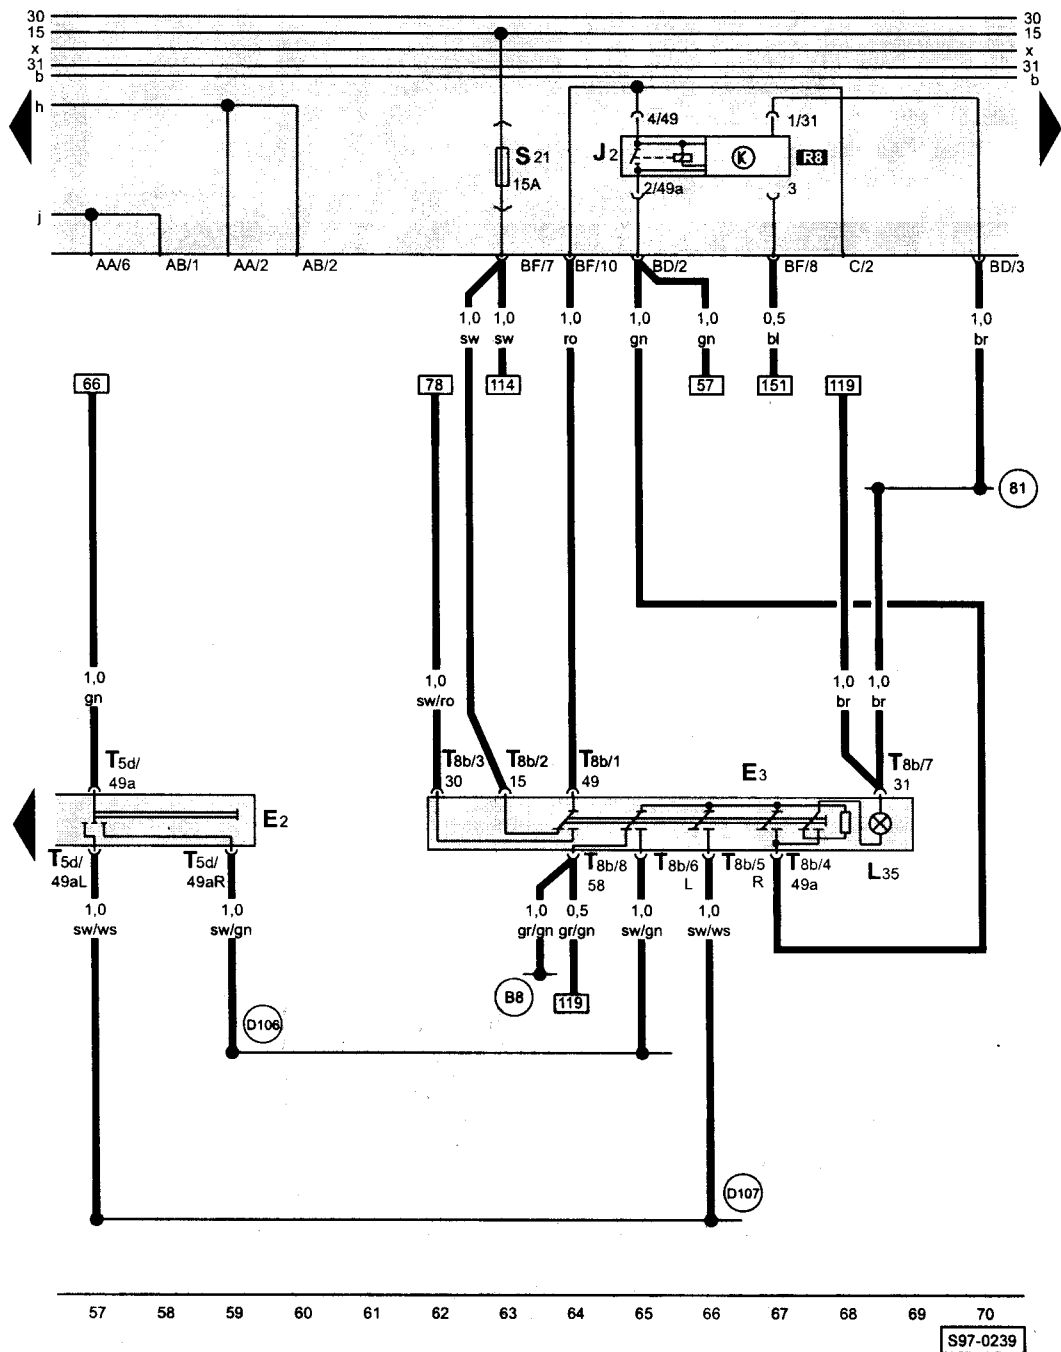 30 30
15 15
x x
31 31
b b
h
4/49 1/31
J 2 K R8
S 21
15A
2/49a 3
j
AA/6 AB/1 AA/2 AB/2 BF/7 BF/10 BD/2 BF/8 C/2 BD/3
1,0 1,0 1,0 1,0 1,0 0,5 1,0
sw sw ro gn gn bl br
66 78 114 57 151 119
81
1,0 1,0 1,0 1,0
gn sw/ro br br
T5d/ T8b/3 T8b/2 T8b/1 E3 T8b/7
49a 30 15 49 31
E2
T5d/ T5d/ T8b/8 T8b/6 T8b/5 T8b/4 L35
49aL 49aR 58 L R 49a
1,0 1,0 1,0 0,5 1,0 1,0
sw/ws sw/gn gr/gn gr/gn sw/gn sw/ws
B8 119
D106
D107
57 58 59 60 61 62 63 64 65 66 67 68 69 70
S97-0239